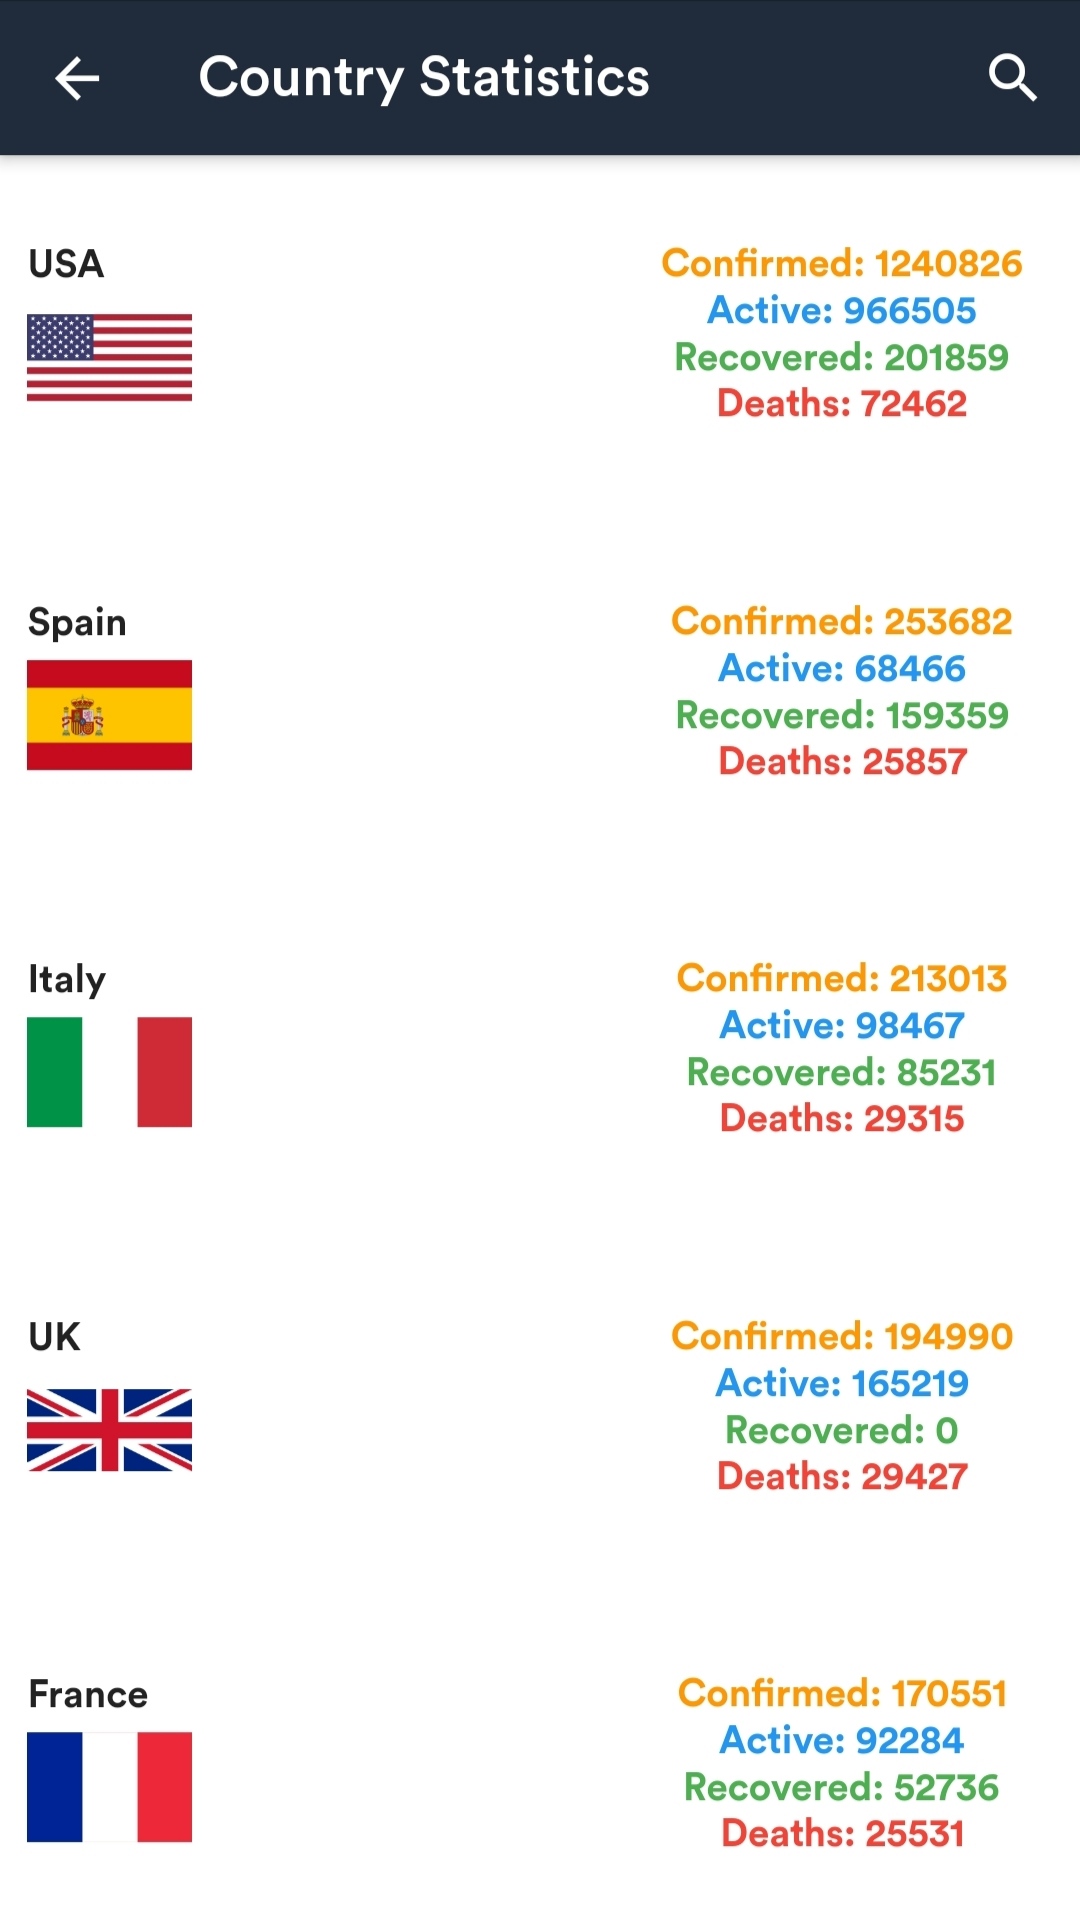 Country Statistics
USA
Confirmed: 1240826
Active: 966505
Recovered: 201859
Deaths: 72462
Spain
Confirmed: 253682
Active: 68466
Recovered: 159359
Deaths: 25857
Italy
Confirmed: 213013
Active: 98467
Recovered: 85231
Deaths: 29315
UK
Confirmed: 194990
Active: 165219
Recovered: 0
Deaths: 29427
France
Confirmed: 170551
Active: 92284
Recovered: 52736
Deaths: 25531